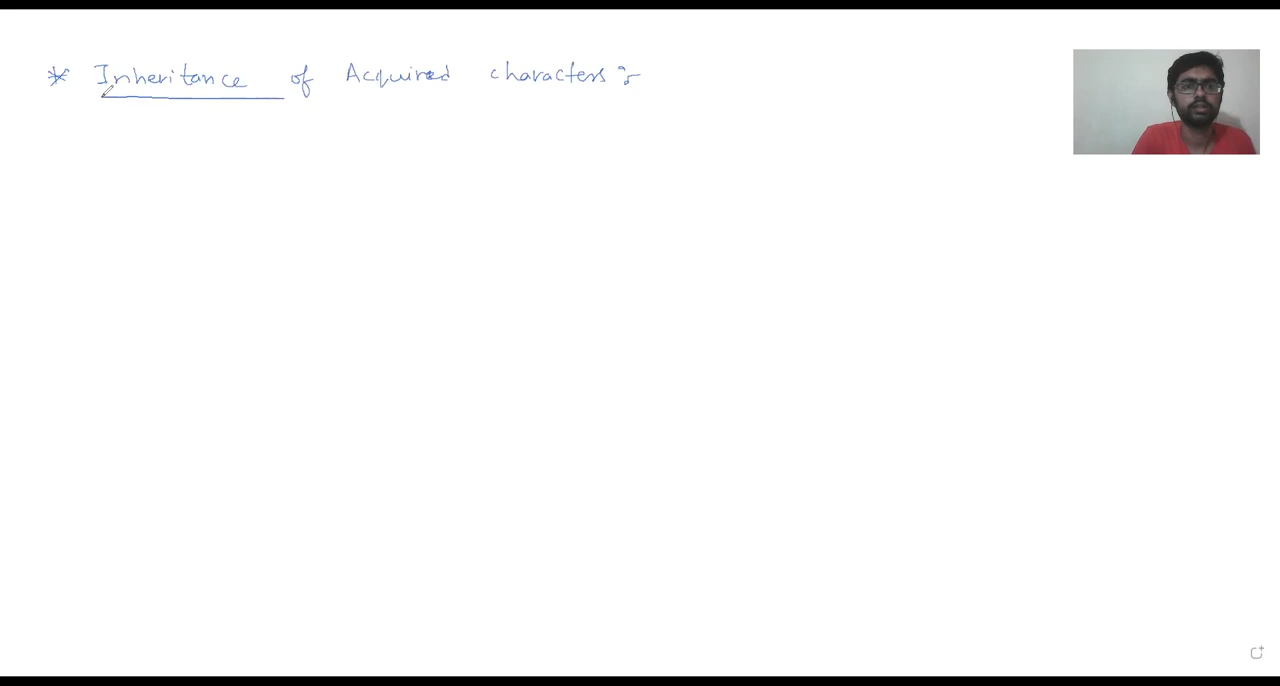 * Inheritance of Acquired characters :-